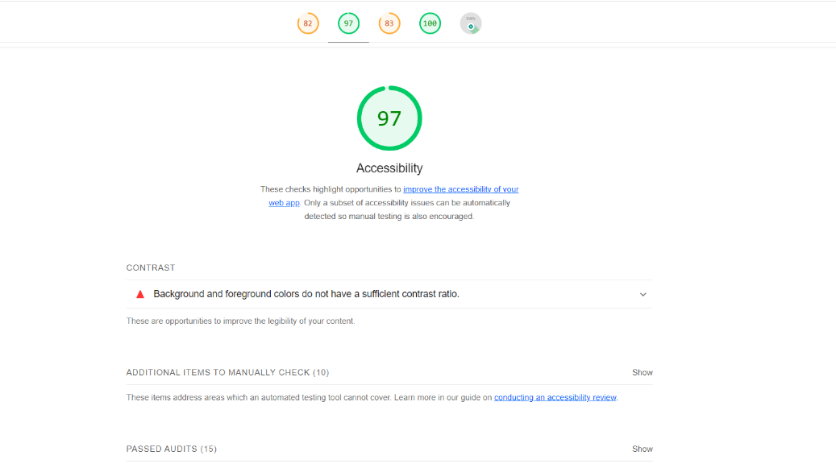 82 97 83 100
97
Accessibility
These checks highlight opportunities to improve the accessibility of your
web app. Only a subset of accessibility issues can be automatically
detected so manual testing is also encouraged.
CONTRAST
Background and foreground colors do not have a sufficient contrast ratio.
These are opportunities to improve the legibility of your content.
ADDITIONAL ITEMS TO MANUALLY CHECK (10) Show
These items address areas which an automated testing tool cannot cover. Learn more in our guide on conducting an accessibility review.
PASSED AUDITS (15) Show